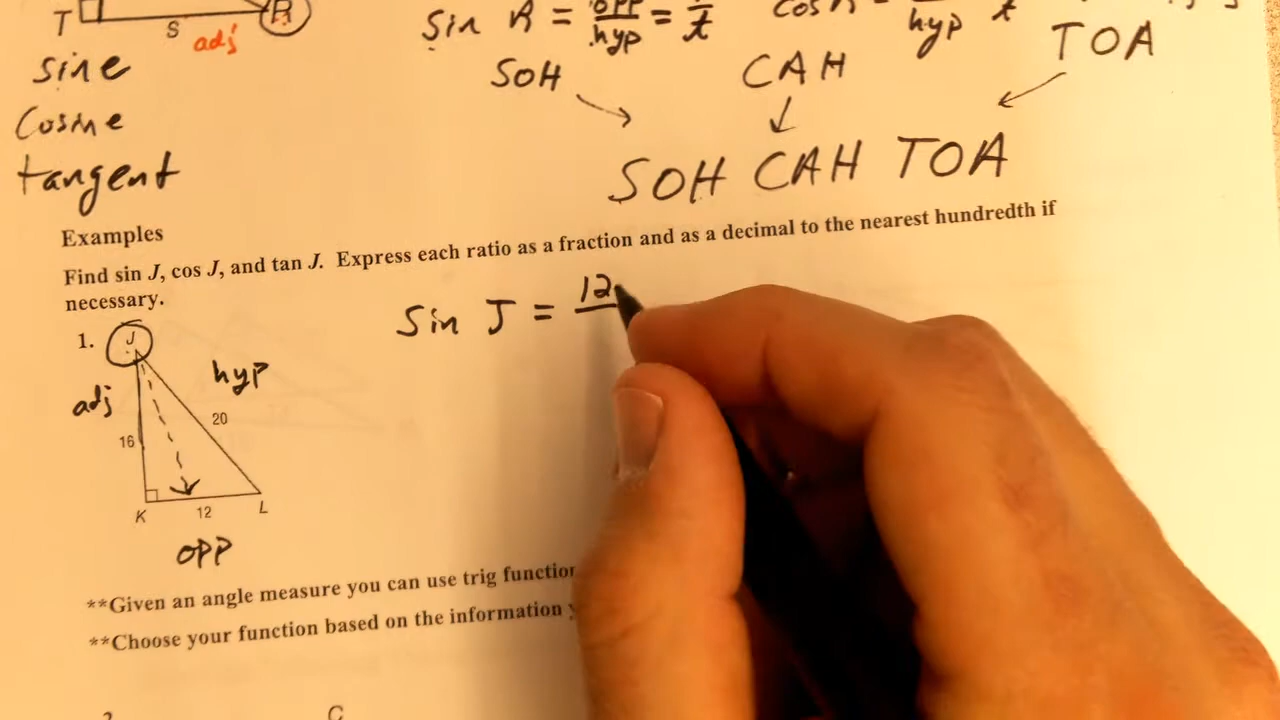 T S adj R
sin R = opp/hyp = r/t
hyp t
sine SOH CAH TOA
cosine
tangent SOH CAH TOA
Examples
Find sin J, cos J, and tan J. Express each ratio as a fraction and as a decimal to the nearest hundredth if
necessary.
sin J = 12
1. J
adj hyp
16 20
K 12 L
opp
**Given an angle measure you can use trig
**Choose your function based on the information